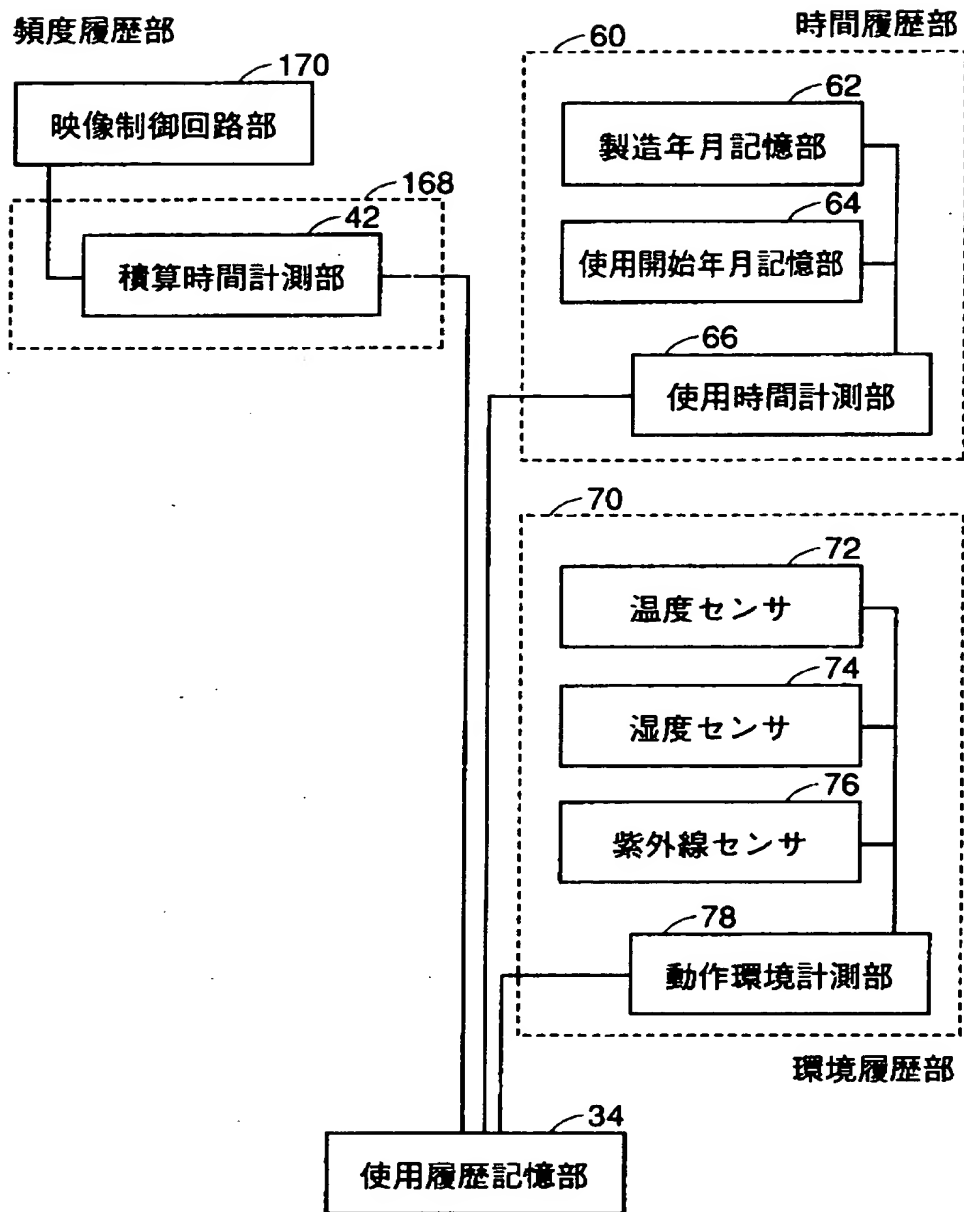 頻度履歴部
170
映像制御回路部
168
42
積算時間計測部
時間履歴部
60
62
製造年月記憶部
64
使用開始年月記憶部
66
使用時間計測部
70
72
温度センサ
74
湿度センサ
76
紫外線センサ
78
動作環境計測部
環境履歴部
34
使用履歴記憶部